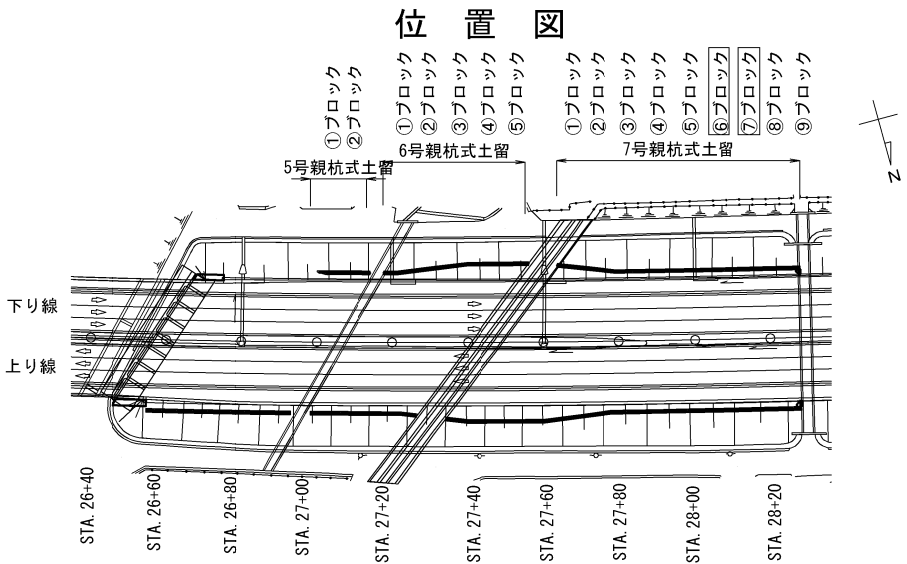 位置図
①ブロック
②ブロック
①ブロック
②ブロック
③ブロック
④ブロック
⑤ブロック
①ブロック
②ブロック
③ブロック
④ブロック
⑤ブロック
⑥ブロック
⑦ブロック
⑧ブロック
⑨ブロック
5号親杭式土留
6号親杭式土留
7号親杭式土留
N
下り線
上り線
STA. 26+40
STA. 26+60
STA. 26+80
STA. 27+00
STA. 27+20
STA. 27+40
STA. 27+60
STA. 27+80
STA. 28+00
STA. 28+20